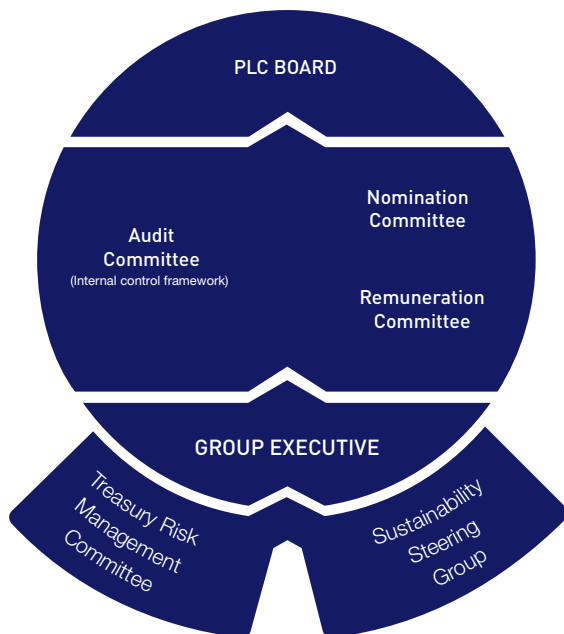 PLC BOARD
Audit
Committee
(Internal control framework)
Nomination
Committee
Remuneration
Committee
GROUP EXECUTIVE
Treasury Risk
Management
Committee
Sustainability
Steering
Group